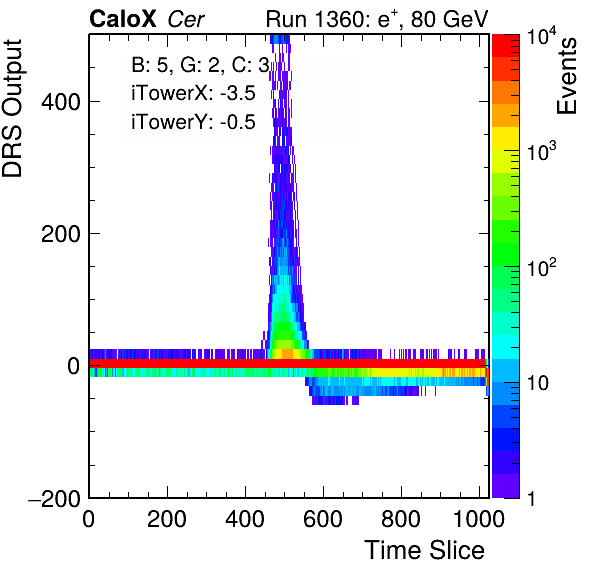 CaloX Cer Run 1360: e⁺, 80 GeV
DRS Output
B: 5, G: 2, C: 3
iTowerX: -3.5
iTowerY: -0.5
400
200
0
−200
0 200 400 600 800 1000
Time Slice
Events
10⁴
10³
10²
10
1